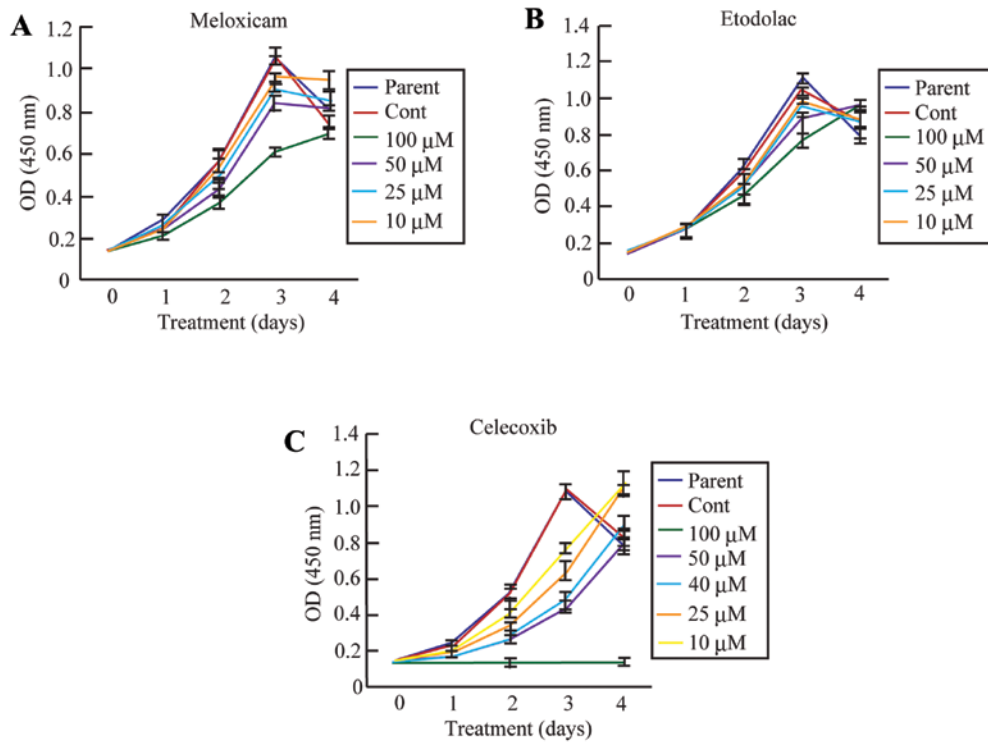 A
Meloxicam
1.2
1.0
0.8
0.6
0.4
0.2
0
OD (450 nm)
0 1 2 3 4
Treatment (days)
Parent
Cont
100 μM
50 μM
25 μM
10 μM
B
Etodolac
1.4
1.2
1.0
0.8
0.6
0.4
0.2
0
OD (450 nm)
0 1 2 3 4
Treatment (days)
Parent
Cont
100 μM
50 μM
25 μM
10 μM
C
Celecoxib
1.4
1.2
1.0
0.8
0.6
0.4
0.2
0
OD (450 nm)
0 1 2 3 4
Treatment (days)
Parent
Cont
100 μM
50 μM
40 μM
25 μM
10 μM